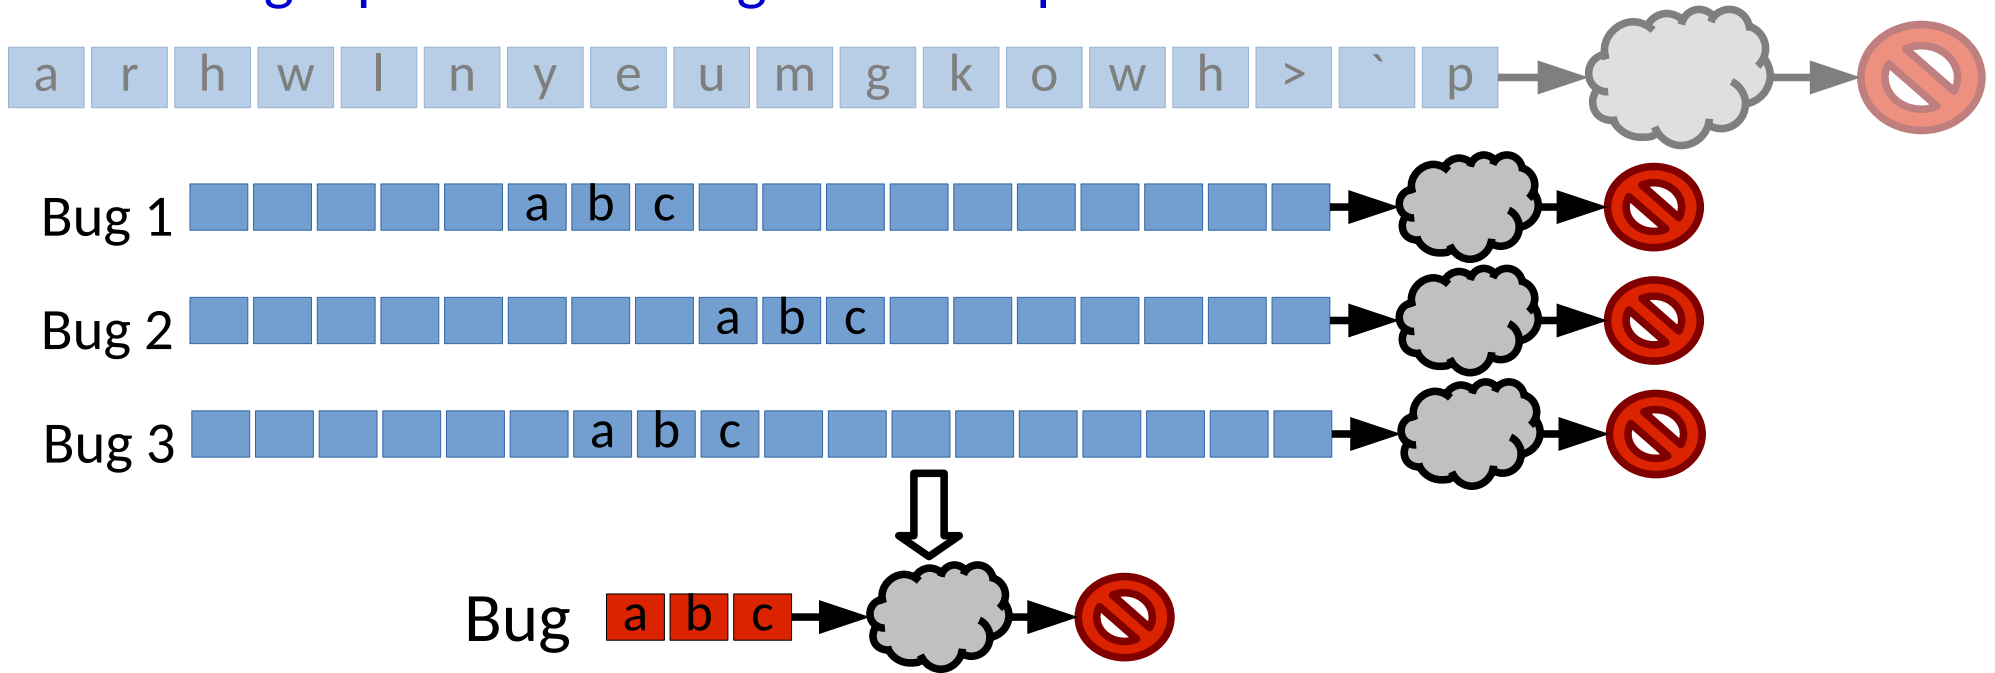 a r h w l n y e u m g k o w h > ` p
Bug 1 a b c
Bug 2 a b c
Bug 3 a b c
Bug a b c